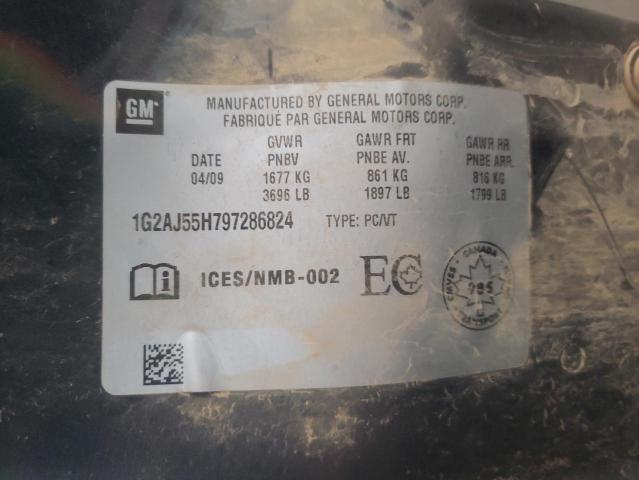 GM
MANUFACTURED BY GENERAL MOTORS CORP.
FABRIQUÉ PAR GENERAL MOTORS CORP.
GVWR GAWR FRT GAWR RR
DATE PNBV PNBE AV. PNBE ARR.
04/09 1677 KG 861 KG 816 KG
3696 LB 1897 LB 1799 LB
1G2AJ55H797286824 TYPE: PC/VT
ICES/NMB-002 EC
CANADA
CMVSS
TRANSPORT